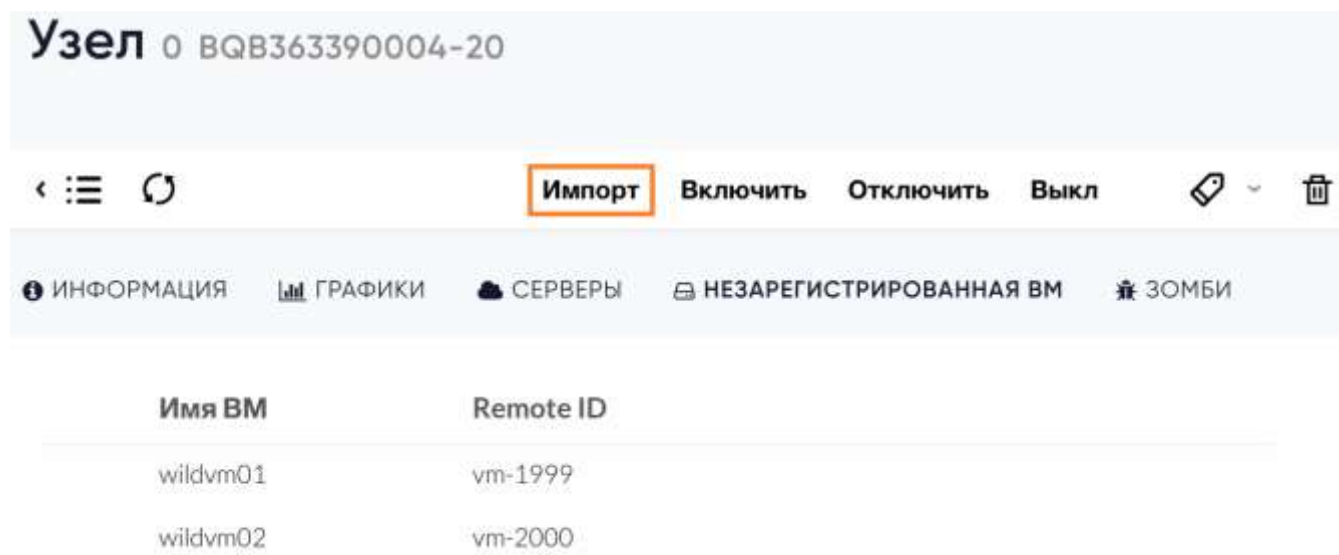 Узел 0 BQB363390004-20
Импорт Включить Отключить Выкл
ИНФОРМАЦИЯ ГРАФИКИ СЕРВЕРЫ НЕЗАРЕГИСТРИРОВАННАЯ ВМ ЗОМБИ
Имя ВМ Remote ID
wildvm01 vm-1999
wildvm02 vm-2000